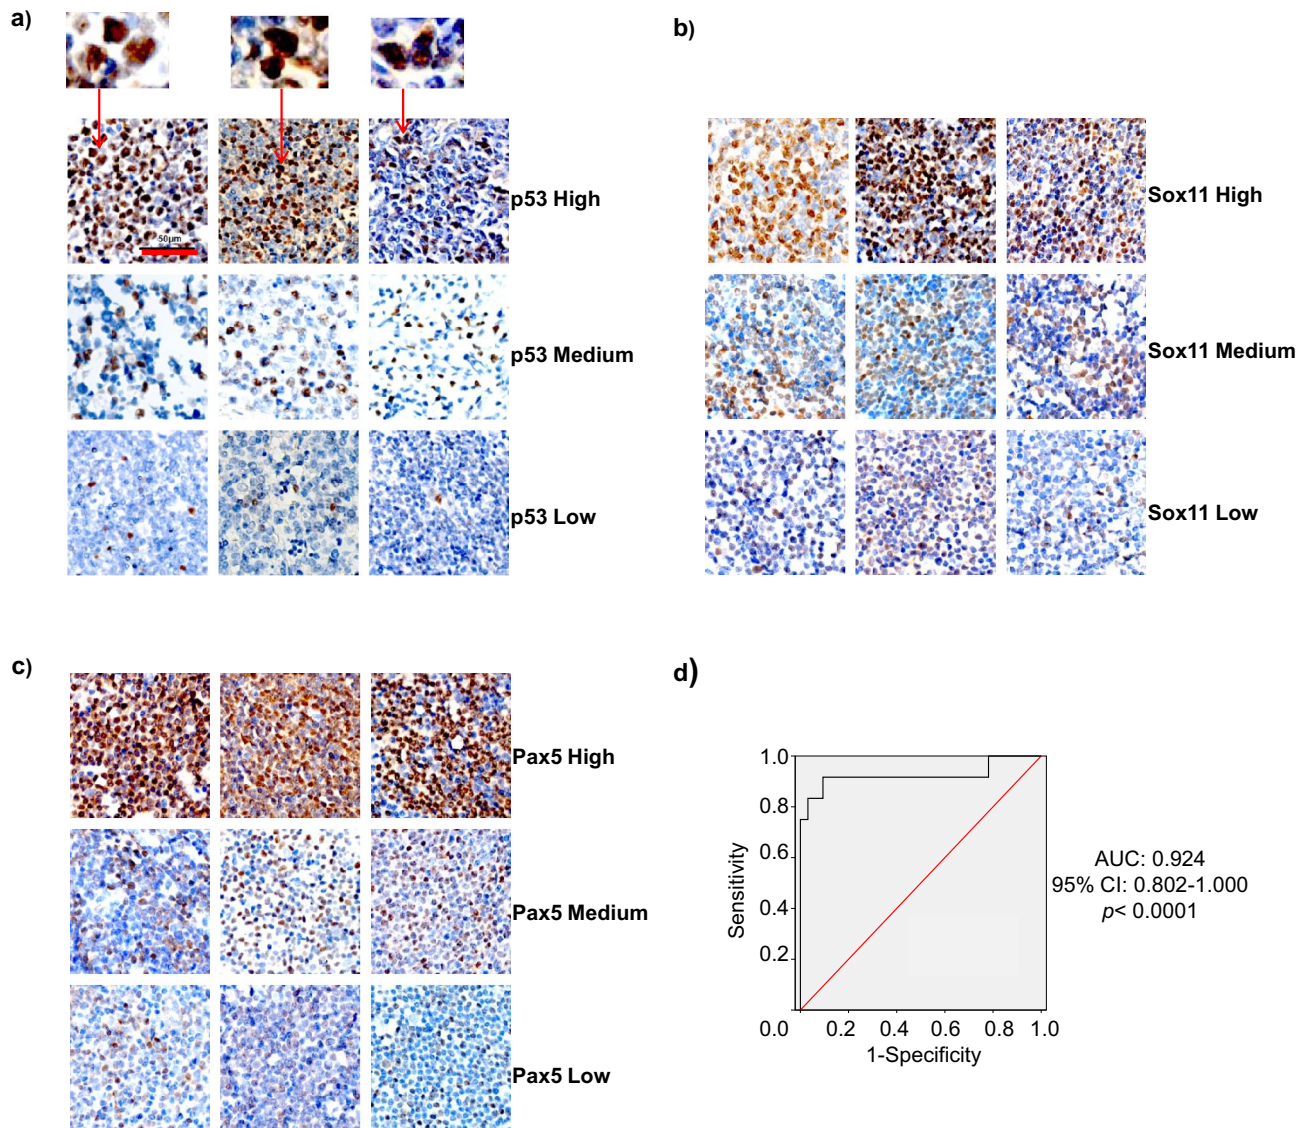 a)
b)
50µm
p53 High
p53 Medium
p53 Low
Sox11 High
Sox11 Medium
Sox11 Low
c)
d)
Pax5 High
Pax5 Medium
Pax5 Low
1.0
0.8
0.6
0.4
0.2
0.0
0.2
0.4
0.6
0.8
1.0
Sensitivity
1-Specificity
AUC: 0.924
95% CI: 0.802-1.000
p< 0.0001